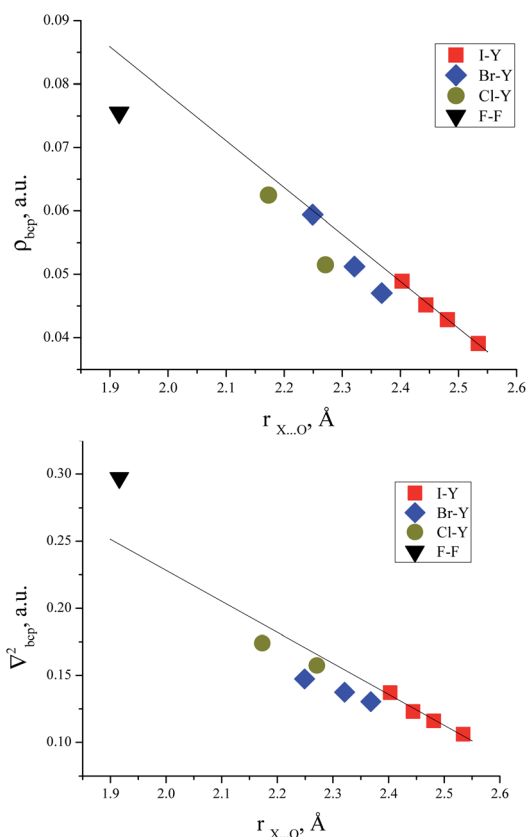 0.09
0.08
0.07
0.06
0.05
0.04
ρbcp, a.u.
I-Y
Br-Y
Cl-Y
F-F
1.9 2.0 2.1 2.2 2.3 2.4 2.5
r X...O, Å
0.30
0.25
0.20
0.15
0.10
∇²bcp, a.u.
I-Y
Br-Y
Cl-Y
F-F
1.8 1.9 2.0 2.1 2.2 2.3 2.4 2.5 2.6
r X...O, Å